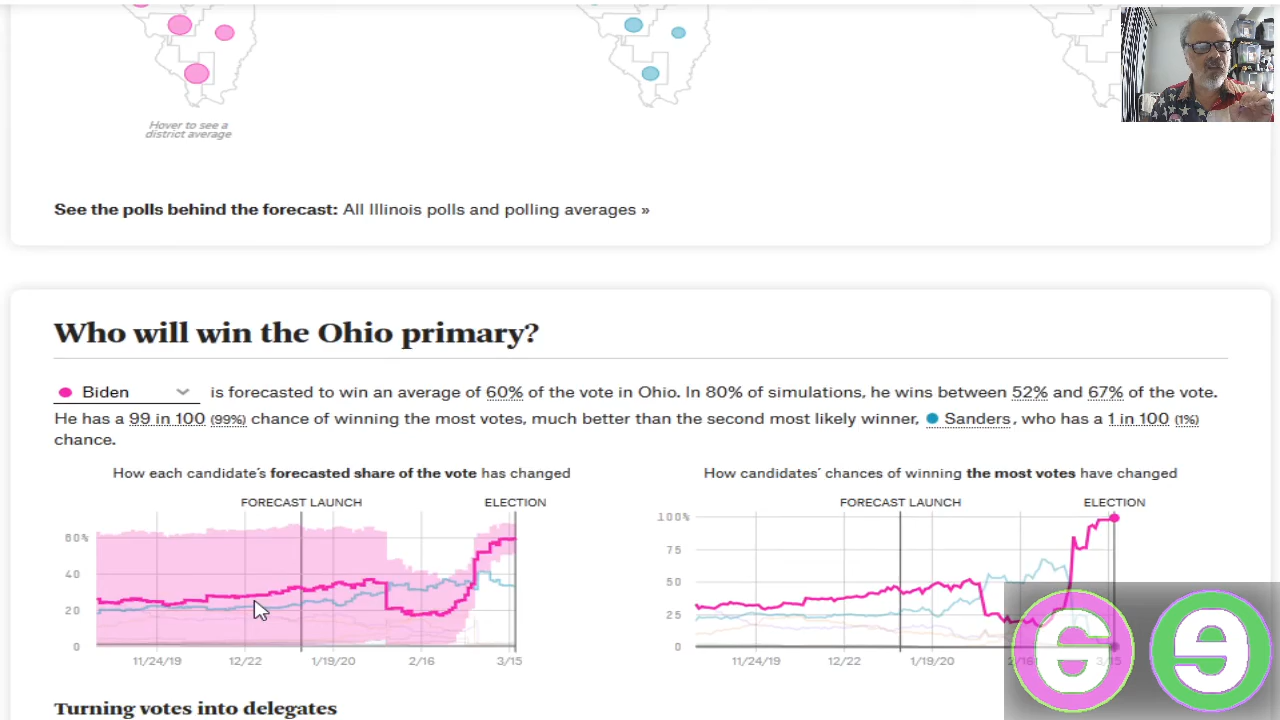 Hover to see a
district average
See the polls behind the forecast: All Illinois polls and polling averages »
Who will win the Ohio primary?
Biden is forecasted to win an average of 60% of the vote in Ohio. In 80% of simulations, he wins between 52% and 67% of the vote.
He has a 99 in 100 (99%) chance of winning the most votes, much better than the second most likely winner, Sanders, who has a 1 in 100 (1%)
chance.
How each candidate's forecasted share of the vote has changed
FORECAST LAUNCH ELECTION
60%
40
20
0
11/24/19 12/22 1/19/20 2/16 3/15
How candidates' chances of winning the most votes have changed
FORECAST LAUNCH ELECTION
100%
75
50
25
0
11/24/19 12/22 1/19/20 2/16 3/15
Turning votes into delegates